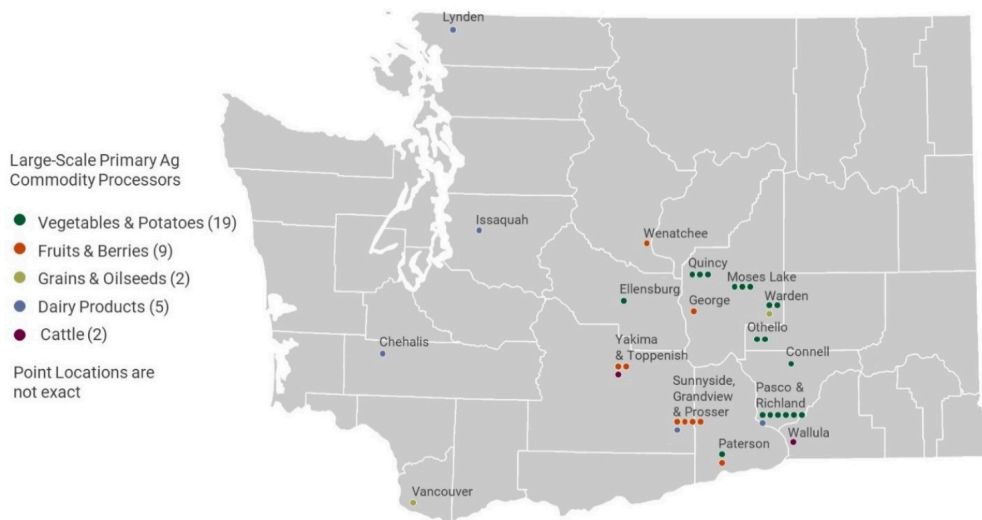 Large-Scale Primary Ag
Commodity Processors
Vegetables & Potatoes (19)
Fruits & Berries (9)
Grains & Oilseeds (2)
Dairy Products (5)
Cattle (2)
Point Locations are
not exact
Lynden
Issaquah
Wenatchee
Quincy
Moses Lake
Ellensburg
George
Warden
Othello
Chehalis
Yakima
& Toppenish
Connell
Sunnyside,
Grandview
& Prosser
Pasco &
Richland
Wallula
Paterson
Vancouver